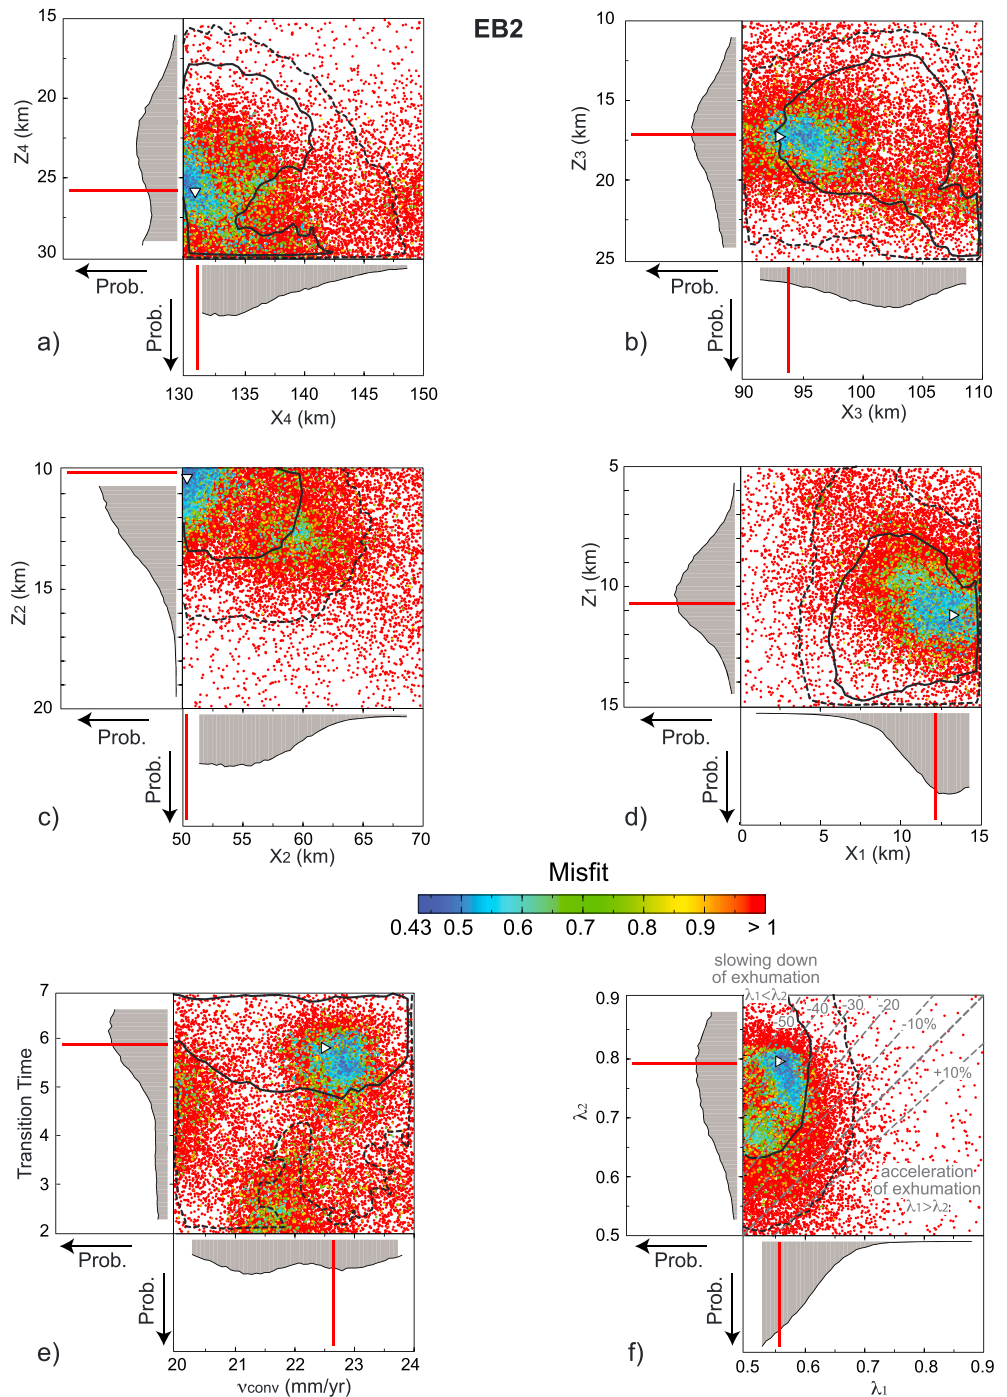 EB2
10
15
20
25
30
Z4 (km)
Prob.
Prob.
a)
130
135
140
145
150
X4 (km)
10
15
20
25
Z3 (km)
Prob.
Prob.
b)
90
95
100
105
110
X3 (km)
10
15
20
Z2 (km)
Prob.
Prob.
c)
50
55
60
65
70
X2 (km)
5
10
15
Z1 (km)
Prob.
Prob.
d)
0
5
10
15
X1 (km)
Misfit
0.43 0.5 0.6 0.7 0.8 0.9 > 1
7
6
5
4
3
2
Transition Time
Prob.
Prob.
e)
20
21
22
23
24
vconv (mm/yr)
slowing down
of exhumation
λ1<λ2
-50
-40
-30
-20
-10%
+10%
acceleration
of exhumation
λ1>λ2
0.9
0.8
0.7
0.6
0.5
λ2
Prob.
Prob.
f)
0.5
0.6
0.7
0.8
0.9
λ1